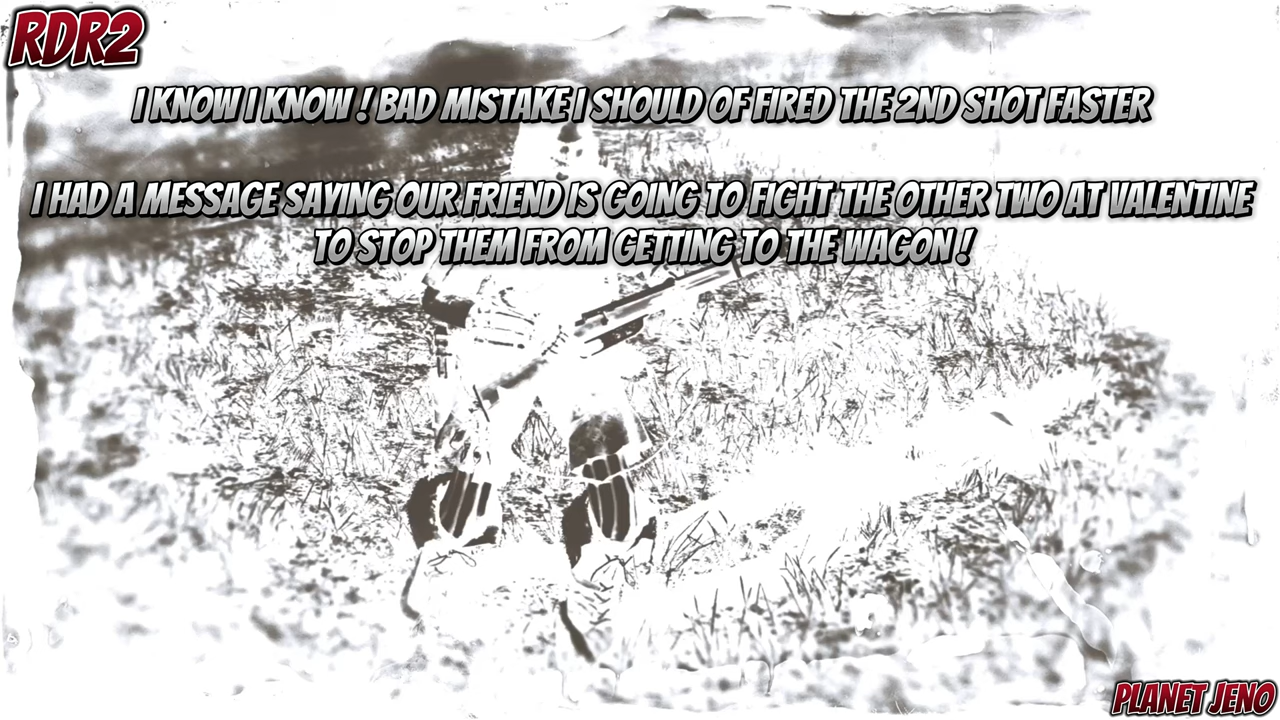 RDR2
I KNOW I KNOW ! BAD MISTAKE I SHOULD OF FIRED THE 2ND SHOT FASTER
I HAD A MESSAGE SAYING OUR FRIEND IS GOING TO FIGHT THE OTHER TWO AT VALENTINE
TO STOP THEM FROM GETTING TO THE WAGON !
PLANET JENO